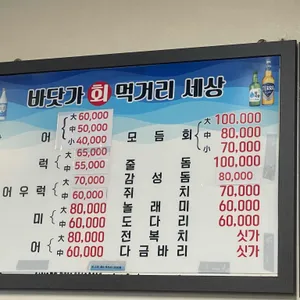 바닷가 회 먹거리 세상
어 大 60,000
中 50,000
小 40,000
력 大 65,000
中 55,000
어우럭 大 70,000
中 60,000
미 大 80,000
中 60,000
어 大 80,000
中 60,000
모듬회 大 100,000
中 80,000
小 70,000
줄돔 100,000
감성돔 80,000
쥐치 70,000
놀래미 60,000
도다리 60,000
전복치 싯가
다금바리 싯가